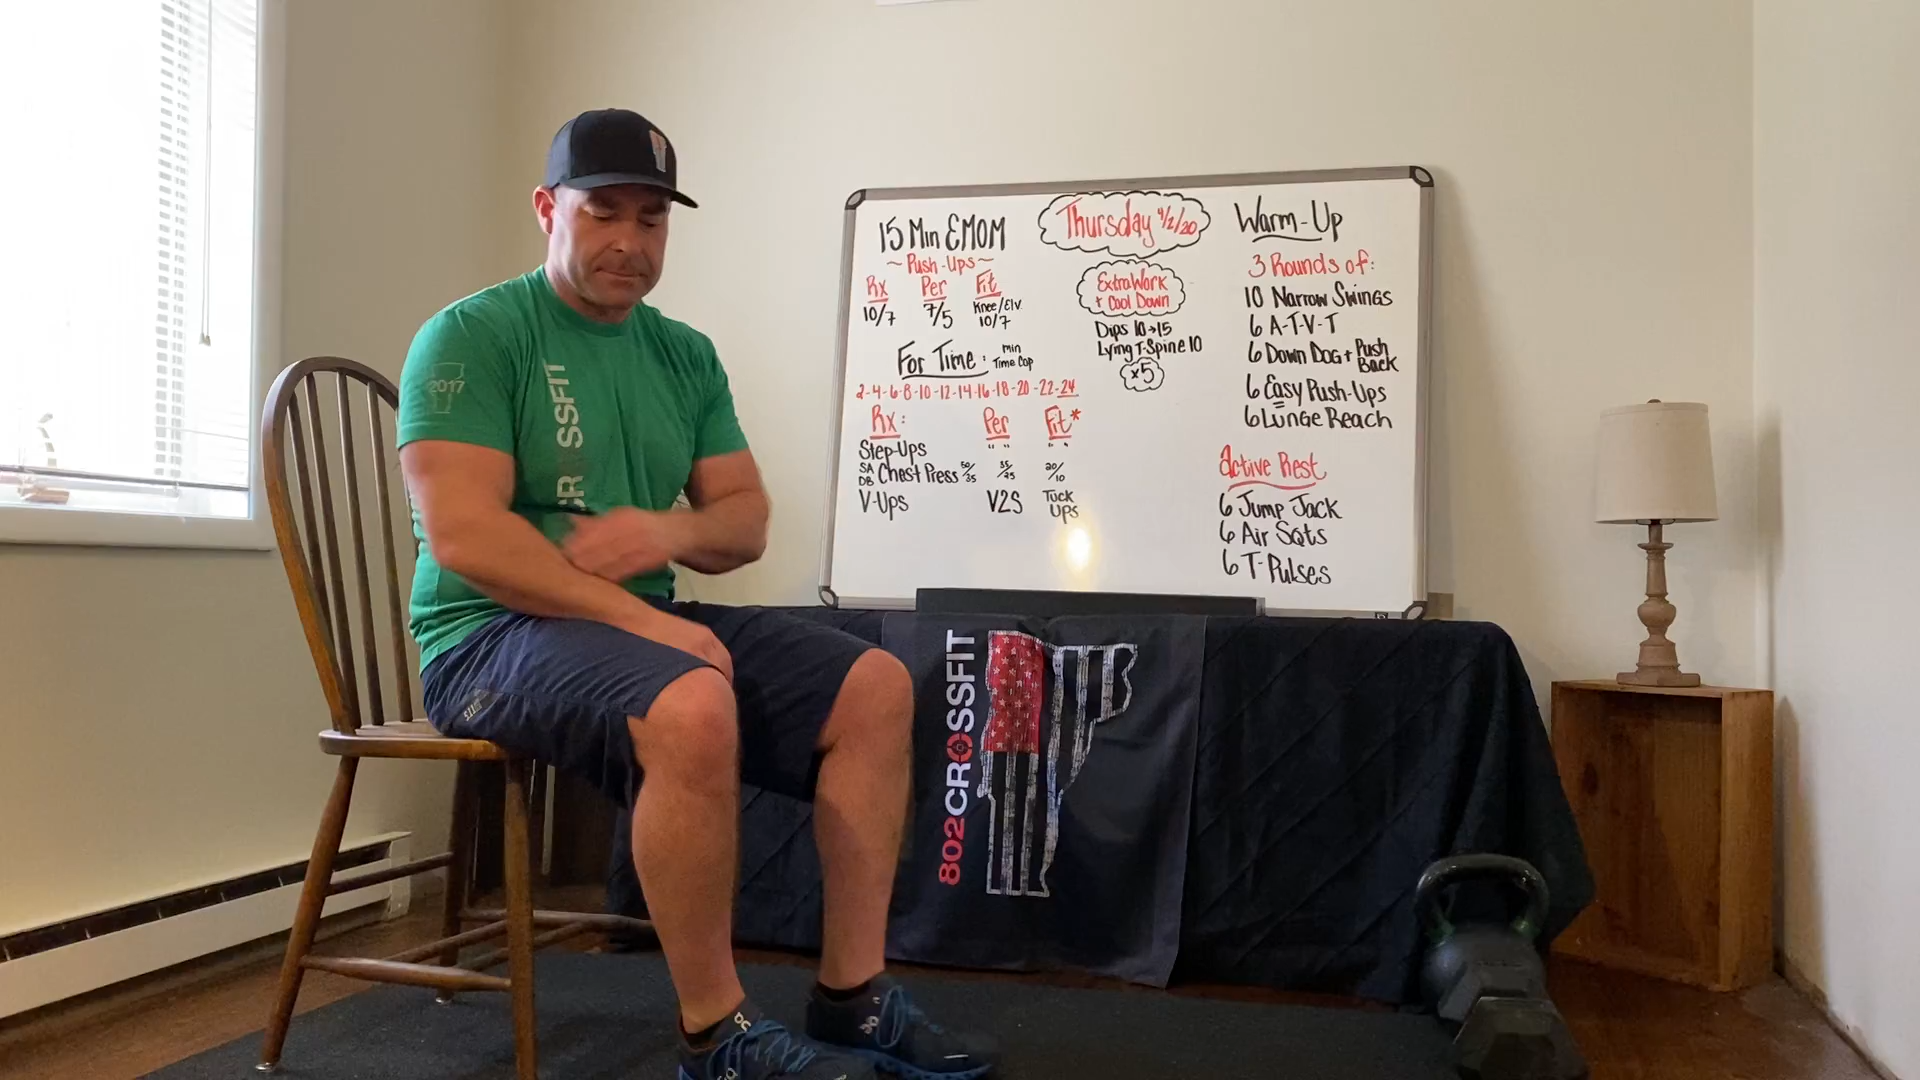 15 Min EMOM
~ Push-Ups ~
Rx Per Fit
10/7 7/5 Knee/Elv.
10/7
For Time: min
Time Cap
2-4-6-8-10-12-14-16-18-20-22-24
Rx: Per Fit*
Step-Ups " " " "
SA DB Chest Press 50/35 35/25 20/10
V-Ups V2S Tuck
Ups
Thursday
Extra Work
+ Cool Down
Dips 10→15
Lying T-Spine 10
x5
Warm-Up
3 Rounds of:
10 Narrow Swings
6 A-T-V-T
6 Down Dog + Push
Back
6 Easy Push-Ups
6 Lunge Reach
Active Rest
6 Jump Jack
6 Air Sqts
6 T-Pulses
2017
CROSSFIT
5.11
802CROSSFIT